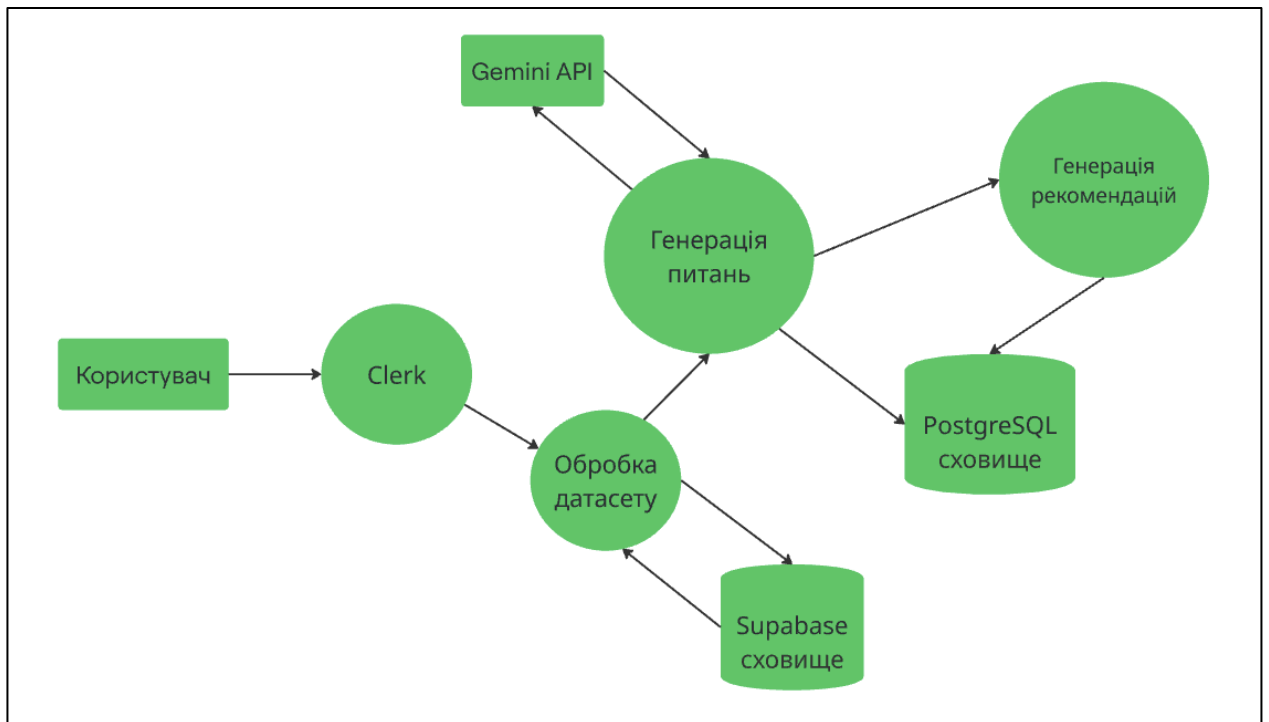 Gemini API
Генерація
рекомендацій
Генерація
питань
Користувач
Clerk
PostgreSQL
сховище
Обробка
датасету
Supabase
сховище